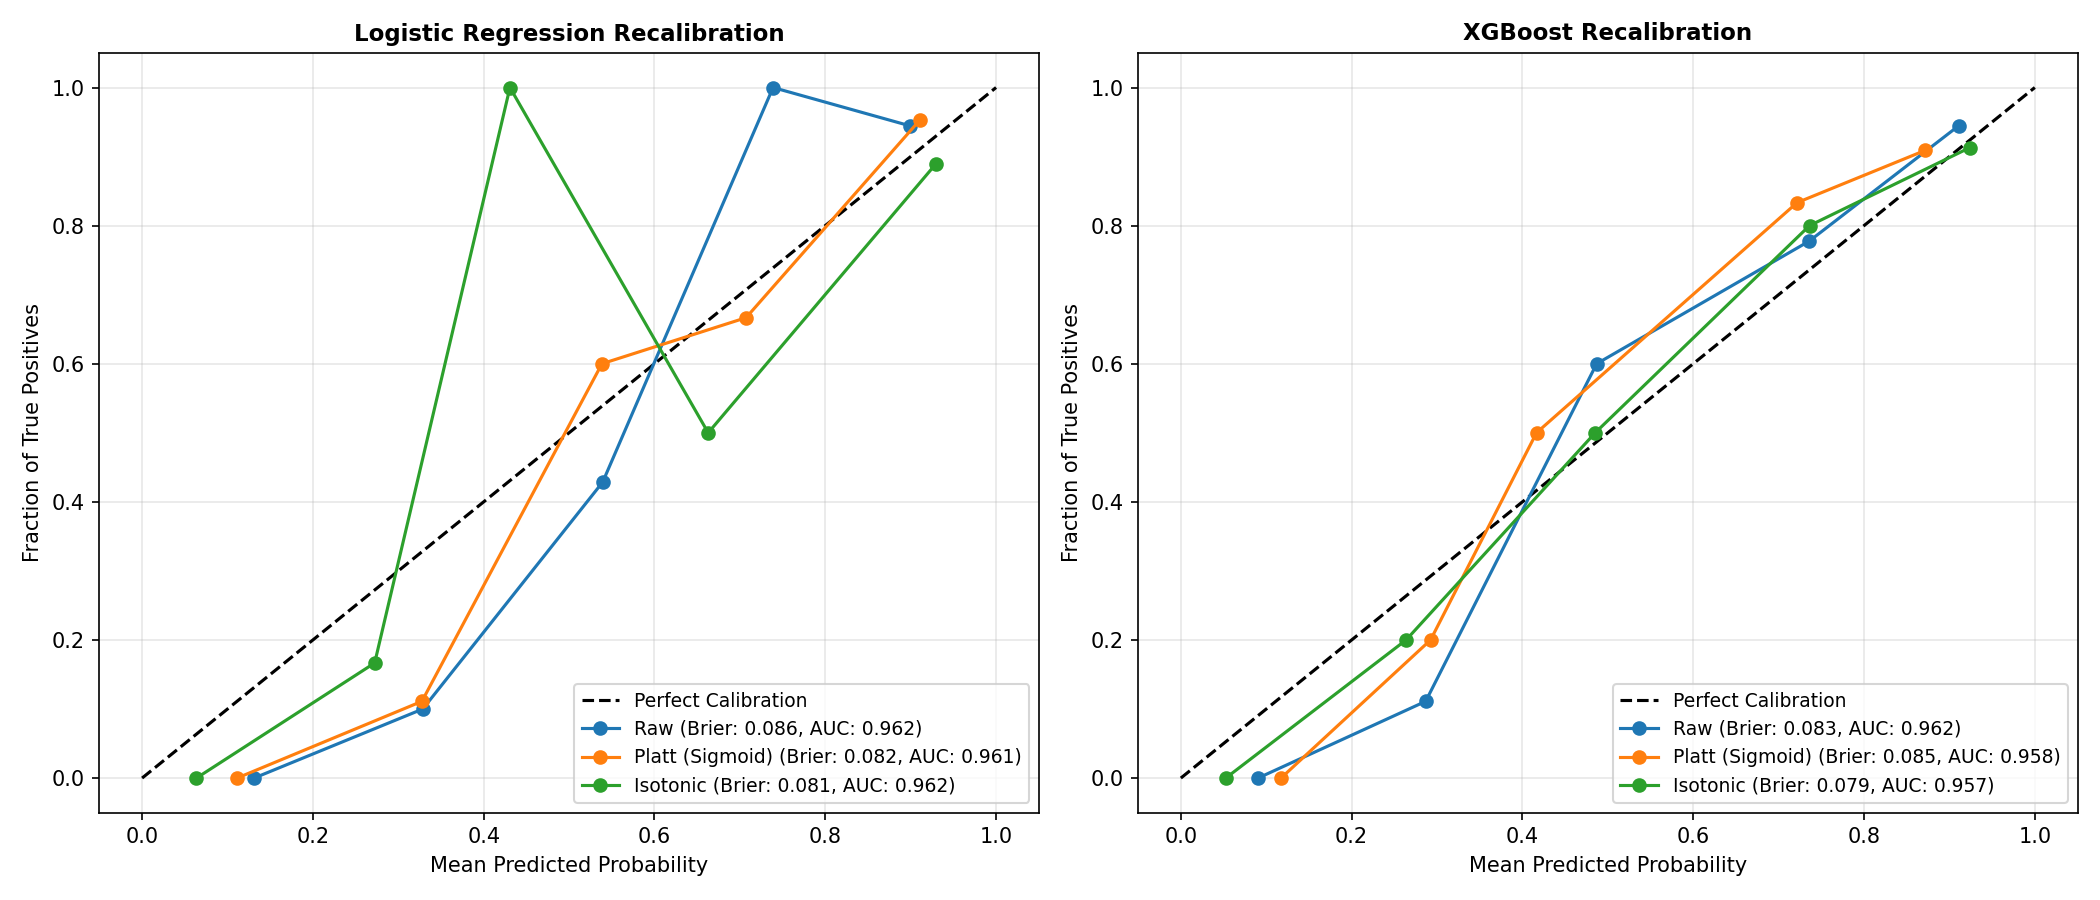 Logistic Regression Recalibration
Fraction of True Positives
1.0
0.8
0.6
0.4
0.2
0.0
Perfect Calibration
Raw (Brier: 0.086, AUC: 0.962)
Platt (Sigmoid) (Brier: 0.082, AUC: 0.961)
Isotonic (Brier: 0.081, AUC: 0.962)
0.0 0.2 0.4 0.6 0.8 1.0
Mean Predicted Probability
XGBoost Recalibration
Fraction of True Positives
1.0
0.8
0.6
0.4
0.2
0.0
Perfect Calibration
Raw (Brier: 0.083, AUC: 0.962)
Platt (Sigmoid) (Brier: 0.085, AUC: 0.958)
Isotonic (Brier: 0.079, AUC: 0.957)
0.0 0.2 0.4 0.6 0.8 1.0
Mean Predicted Probability